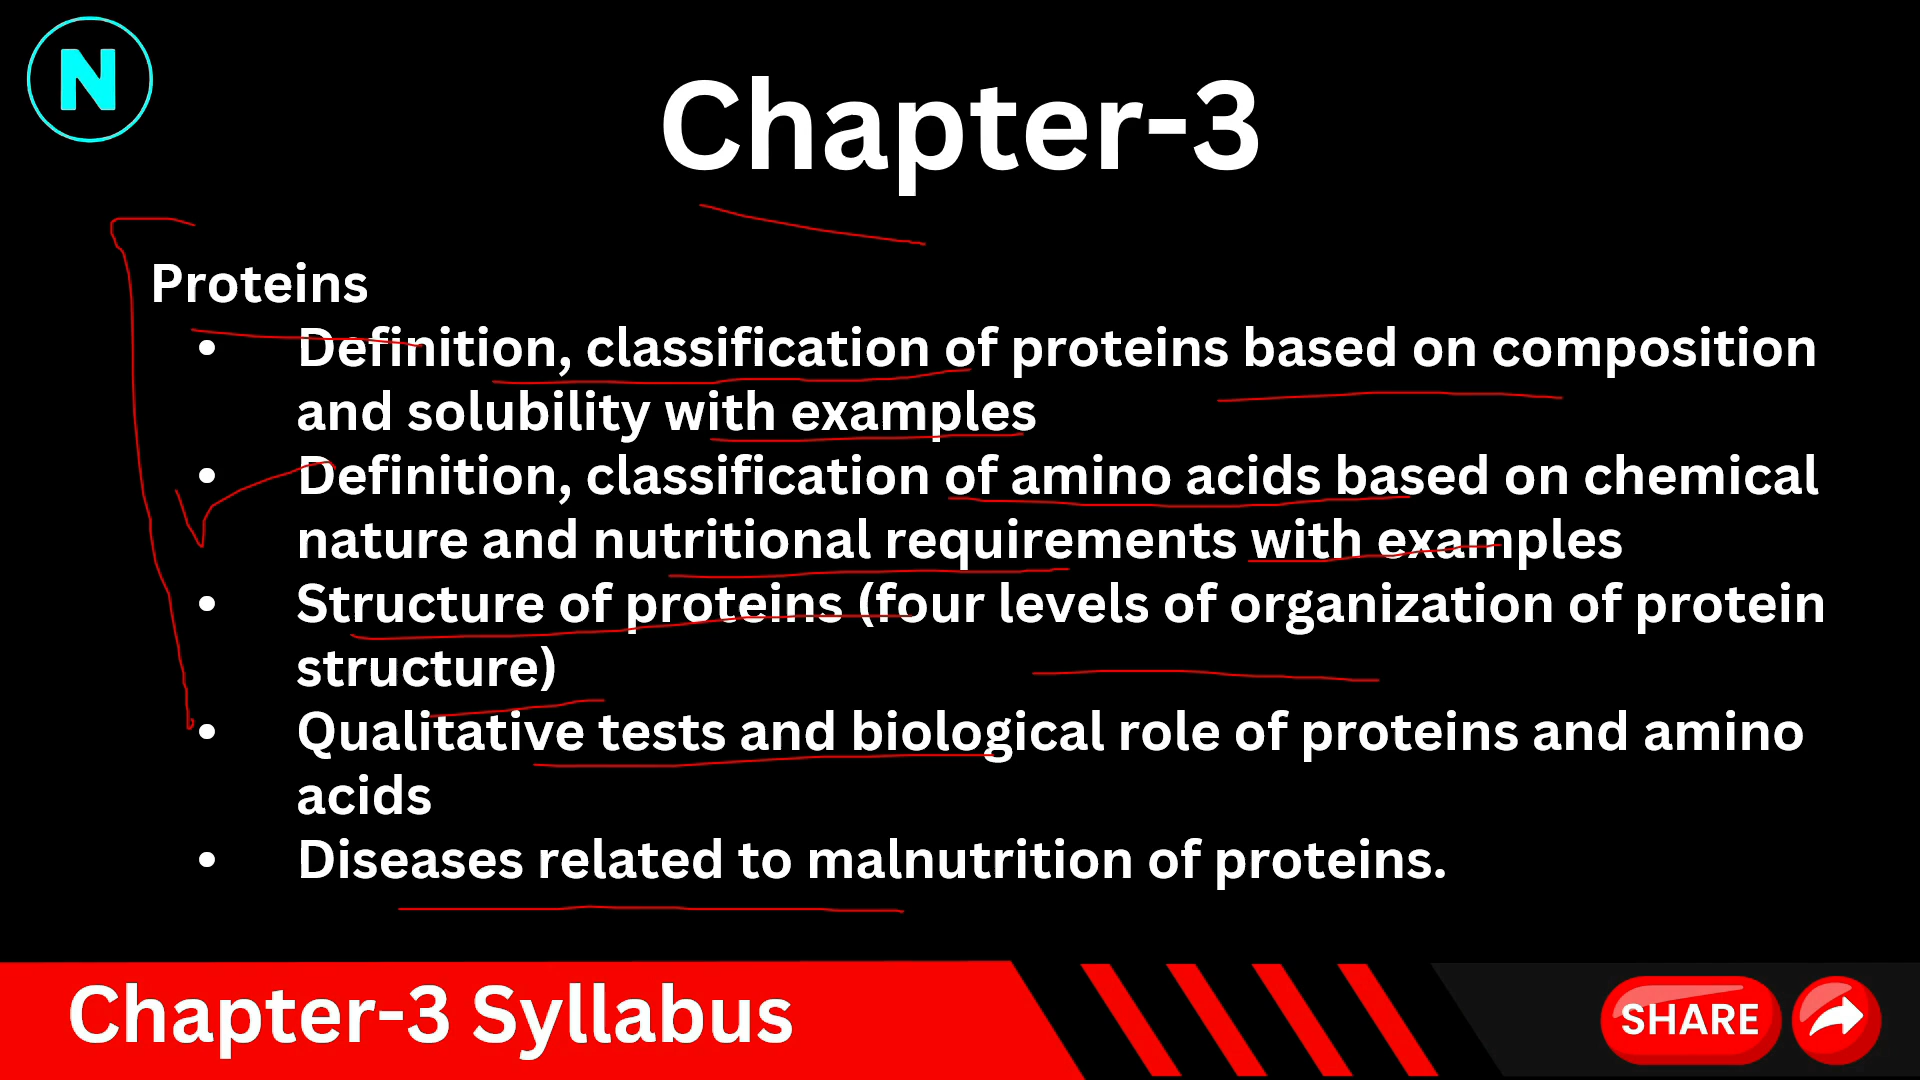 N
Chapter-3
Proteins
• Definition, classification of proteins based on composition
and solubility with examples
• Definition, classification of amino acids based on chemical
nature and nutritional requirements with examples
• Structure of proteins (four levels of organization of protein
structure)
• Qualitative tests and biological role of proteins and amino
acids
• Diseases related to malnutrition of proteins.
Chapter-3 Syllabus
SHARE